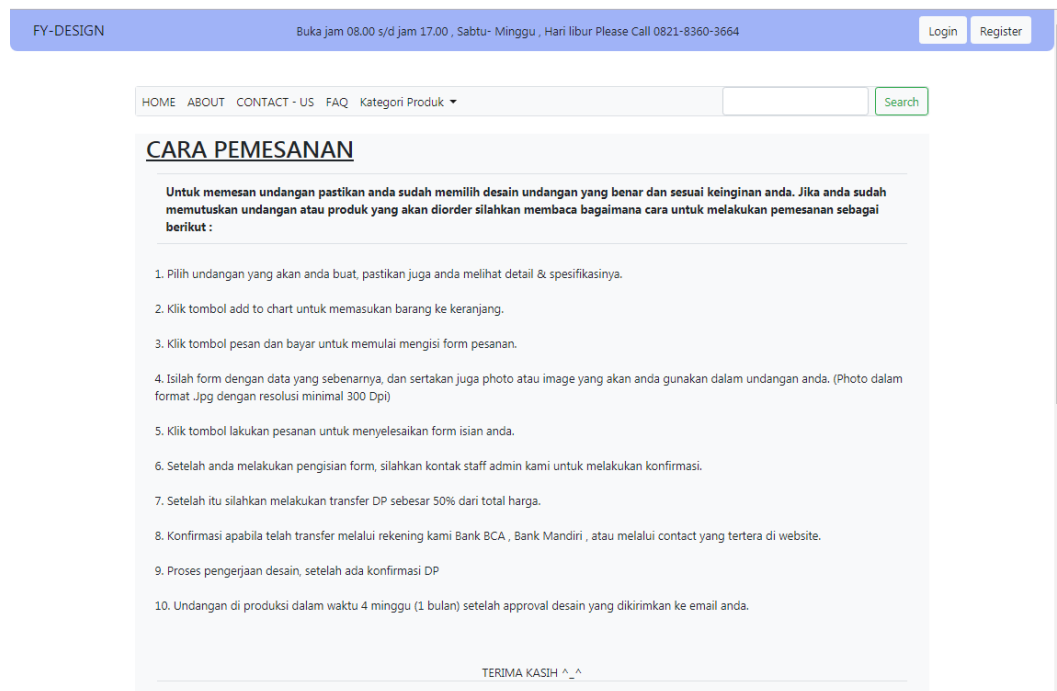 FY-DESIGN
Buka jam 08.00 s/d jam 17.00 , Sabtu- Minggu , Hari libur Please Call 0821-8360-3664
Login
Register
HOME ABOUT CONTACT - US FAQ Kategori Produk
Search
CARA PEMESANAN
Untuk memesan undangan pastikan anda sudah memilih desain undangan yang benar dan sesuai keinginan anda. Jika anda sudah
memutuskan undangan atau produk yang akan diorder silahkan membaca bagaimana cara untuk melakukan pemesanan sebagai
berikut :
1. Pilih undangan yang akan anda buat, pastikan juga anda melihat detail & spesifikasinya.
2. Klik tombol add to chart untuk memasukan barang ke keranjang.
3. Klik tombol pesan dan bayar untuk memulai mengisi form pesanan.
4. Isilah form dengan data yang sebenarnya, dan sertakan juga photo atau image yang akan anda gunakan dalam undangan anda. (Photo dalam
format .Jpg dengan resolusi minimal 300 Dpi)
5. Klik tombol lakukan pesanan untuk menyelesaikan form isian anda.
6. Setelah anda melakukan pengisian form, silahkan kontak staff admin kami untuk melakukan konfirmasi.
7. Setelah itu silahkan melakukan transfer DP sebesar 50% dari total harga.
8. Konfirmasi apabila telah transfer melalui rekening kami Bank BCA , Bank Mandiri , atau melalui contact yang tertera di website.
9. Proses pengerjaan desain, setelah ada konfirmasi DP
10. Undangan di produksi dalam waktu 4 minggu (1 bulan) setelah approval desain yang dikirimkan ke email anda.
TERIMA KASIH ^_^